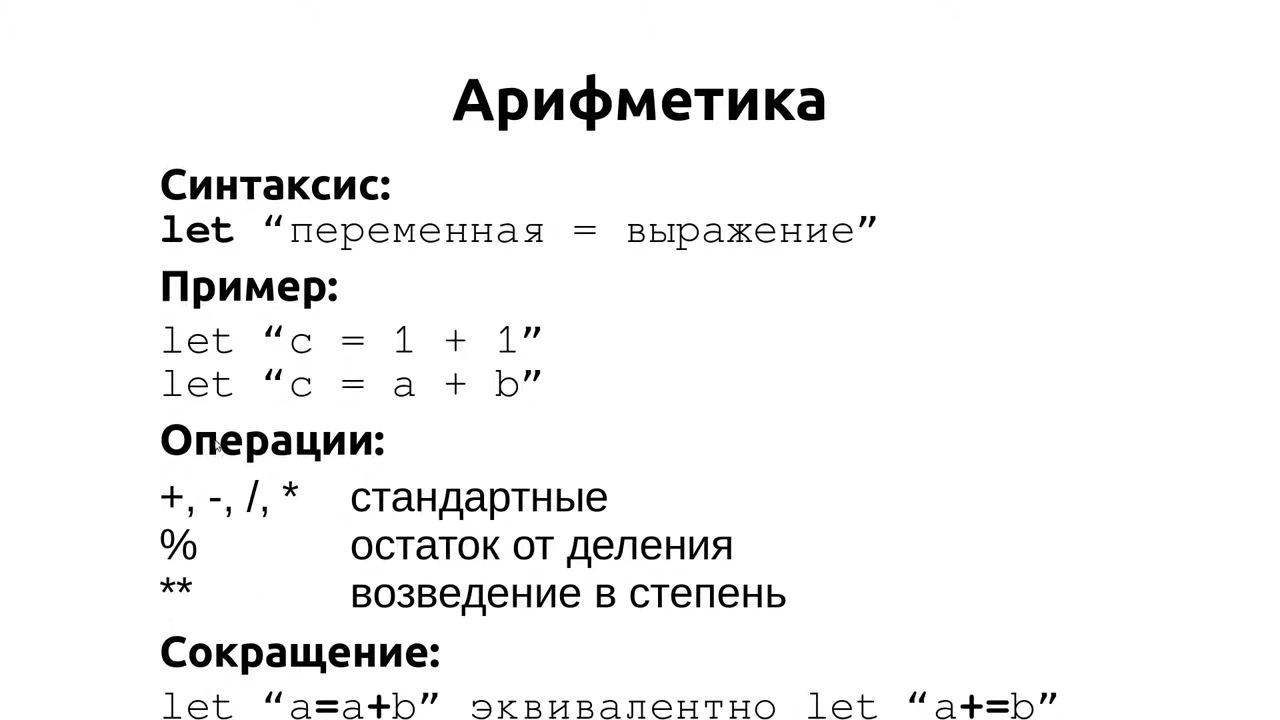 Арифметика
Синтаксис:
let “переменная = выражение”
Пример:
let “c = 1 + 1”
let “c = a + b”
Операции:
+, -, /, * стандартные
% остаток от деления
** возведение в степень
Сокращение:
let “a=a+b” эквивалентно let “a+=b”